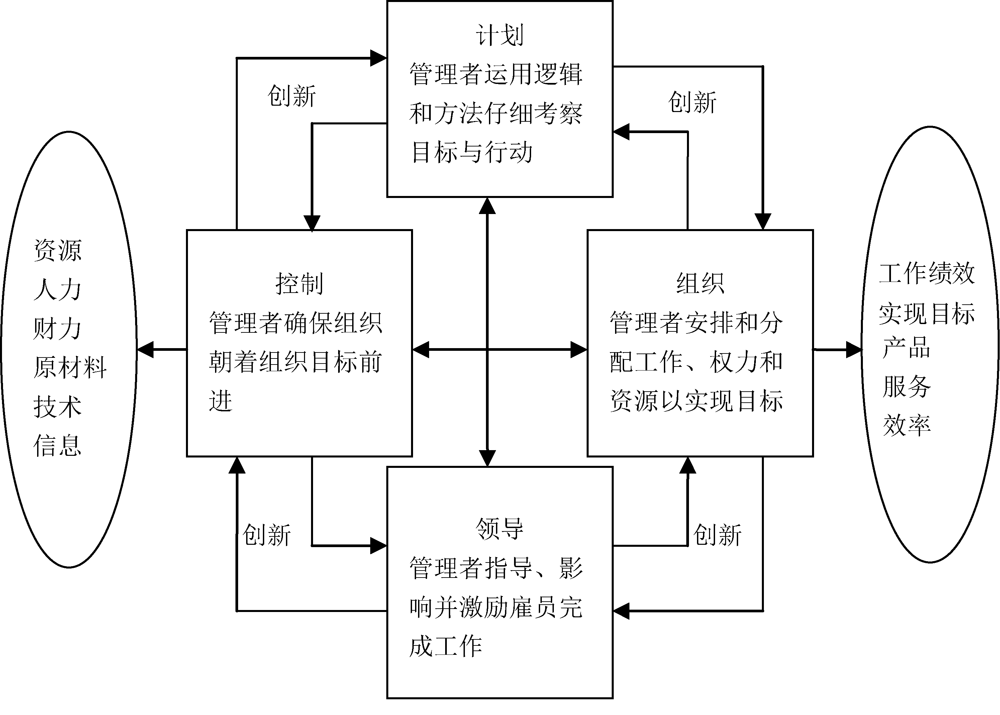 计划
管理者运用逻辑
和方法仔细考察
目标与行动
创新
创新
资源
人力
财力
原材料
技术
信息
控制
管理者确保组织
朝着组织目标前
进
组织
管理者安排和分
配工作、权力和
资源以实现目标
工作绩效
实现目标
产品
服务
效率
创新
创新
领导
管理者指导、影
响并激励雇员完
成工作